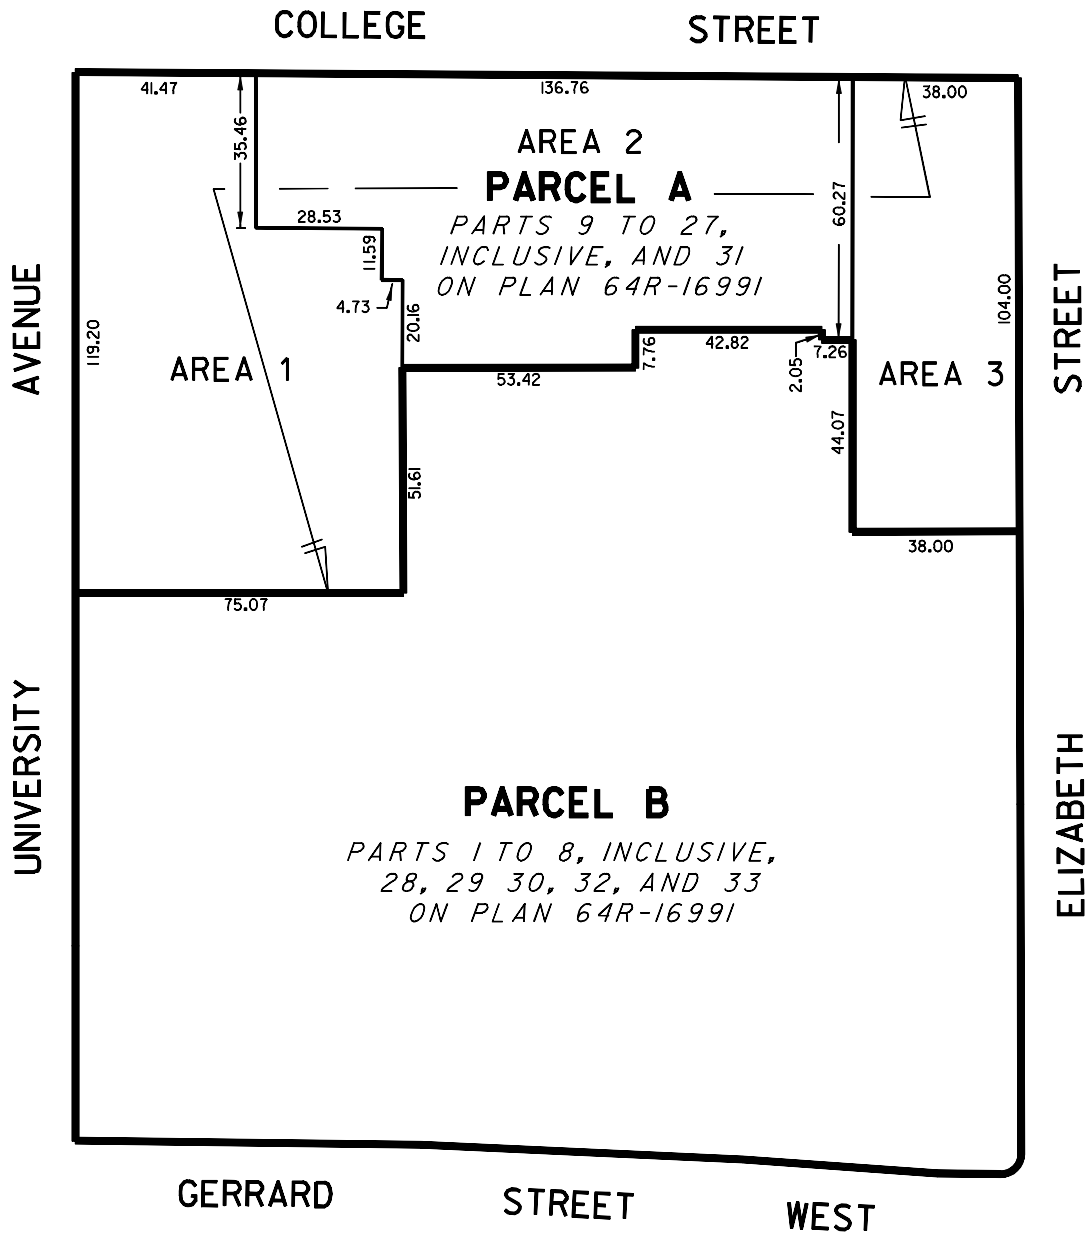 COLLEGE STREET
41.47
136.76
38.00
35.46
AREA 2
PARCEL A
PARTS 9 TO 27,
INCLUSIVE, AND 31
ON PLAN 64R-16991
60.27
28.53
11.59
4.73
20.16
AVENUE
119.20
AREA 1
53.42
7.76
42.82
2.05
7.26
AREA 3
104.00
STREET
44.07
51.61
38.00
75.07
UNIVERSITY
PARCEL B
PARTS 1 TO 8, INCLUSIVE,
28, 29 30, 32, AND 33
ON PLAN 64R-16991
ELIZABETH
GERRARD STREET WEST